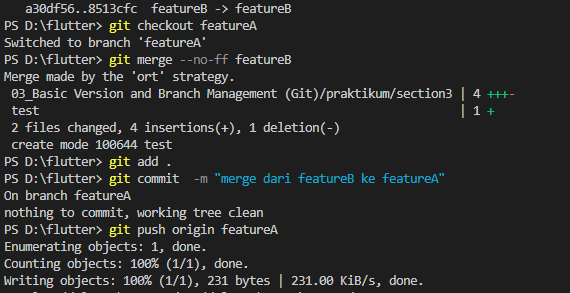 a30df56..8513cfc featureB -> featureB
PS D:\flutter> git checkout featureA
Switched to branch 'featureA'
PS D:\flutter> git merge --no-ff featureB
Merge made by the 'ort' strategy.
03_Basic Version and Branch Management (Git)/praktikum/section3 | 4 +++-
test | 1 +
2 files changed, 4 insertions(+), 1 deletion(-)
create mode 100644 test
PS D:\flutter> git add .
PS D:\flutter> git commit  -m "merge dari featureB ke featureA"
On branch featureA
nothing to commit, working tree clean
PS D:\flutter> git push origin featureA
Enumerating objects: 1, done.
Counting objects: 100% (1/1), done.
Writing objects: 100% (1/1), 231 bytes | 231.00 KiB/s, done.